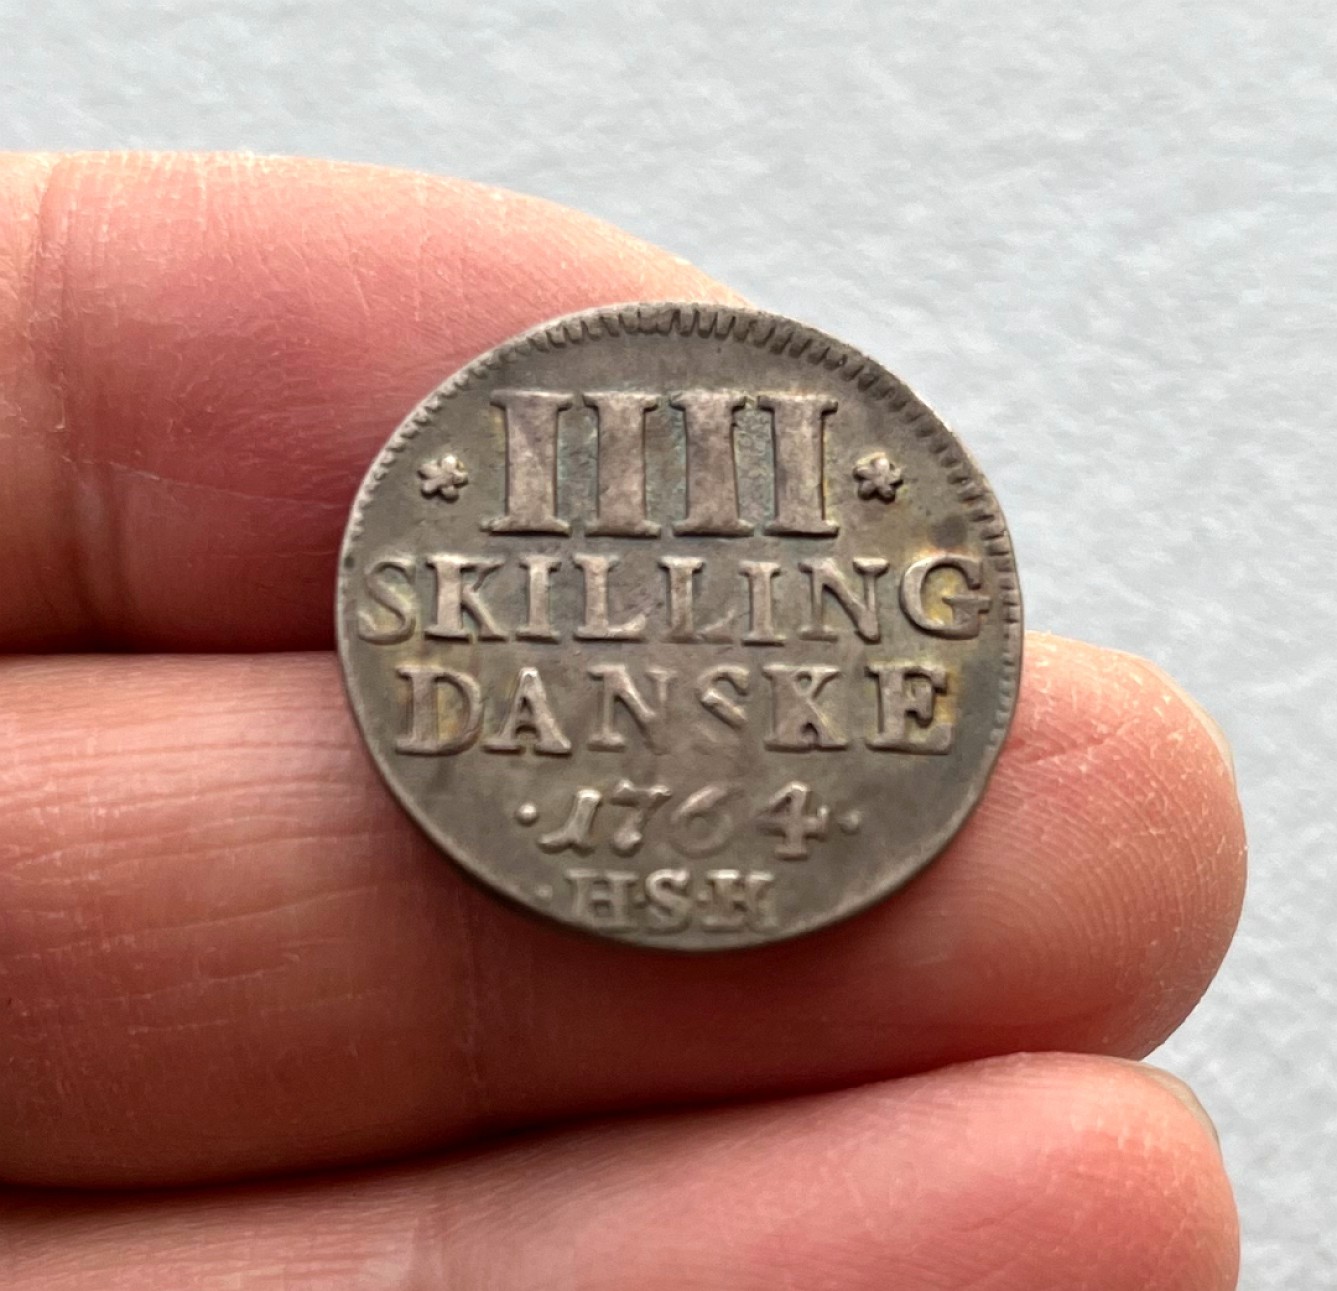 * IIII *
SKILLING
DANSKE
·1764·
·H·S·K